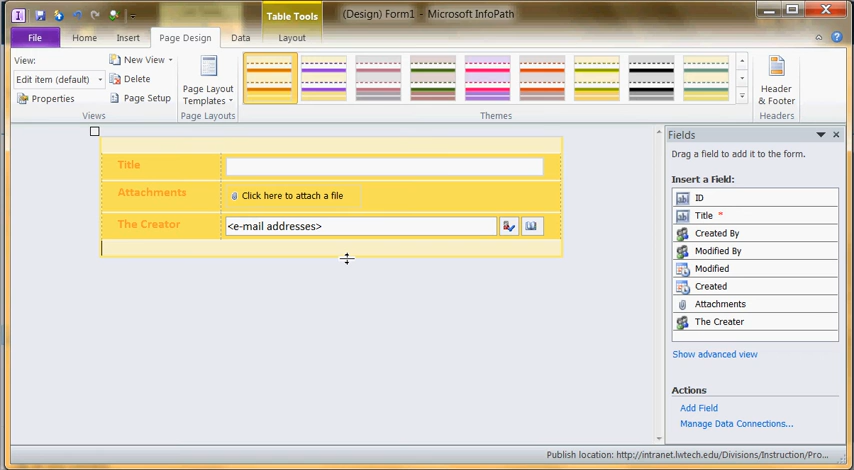 Table Tools
(Design) Form1 - Microsoft InfoPath
File Home Insert Page Design Data Layout
View:
Edit item (default)
Properties
New View
Delete
Page Setup
Views
Page Layout
Templates
Page Layouts
Themes
Header
& Footer
Headers
Title
Attachments
Click here to attach a file
The Creator
<e-mail addresses>
Fields
Drag a field to add it to the form.
Insert a Field:
ID
Title *
Created By
Modified By
Modified
Created
Attachments
The Creater
Show advanced view
Actions
Add Field
Manage Data Connections...
Publish location: http://intranet.lwtech.edu/Divisions/Instruction/Pro...